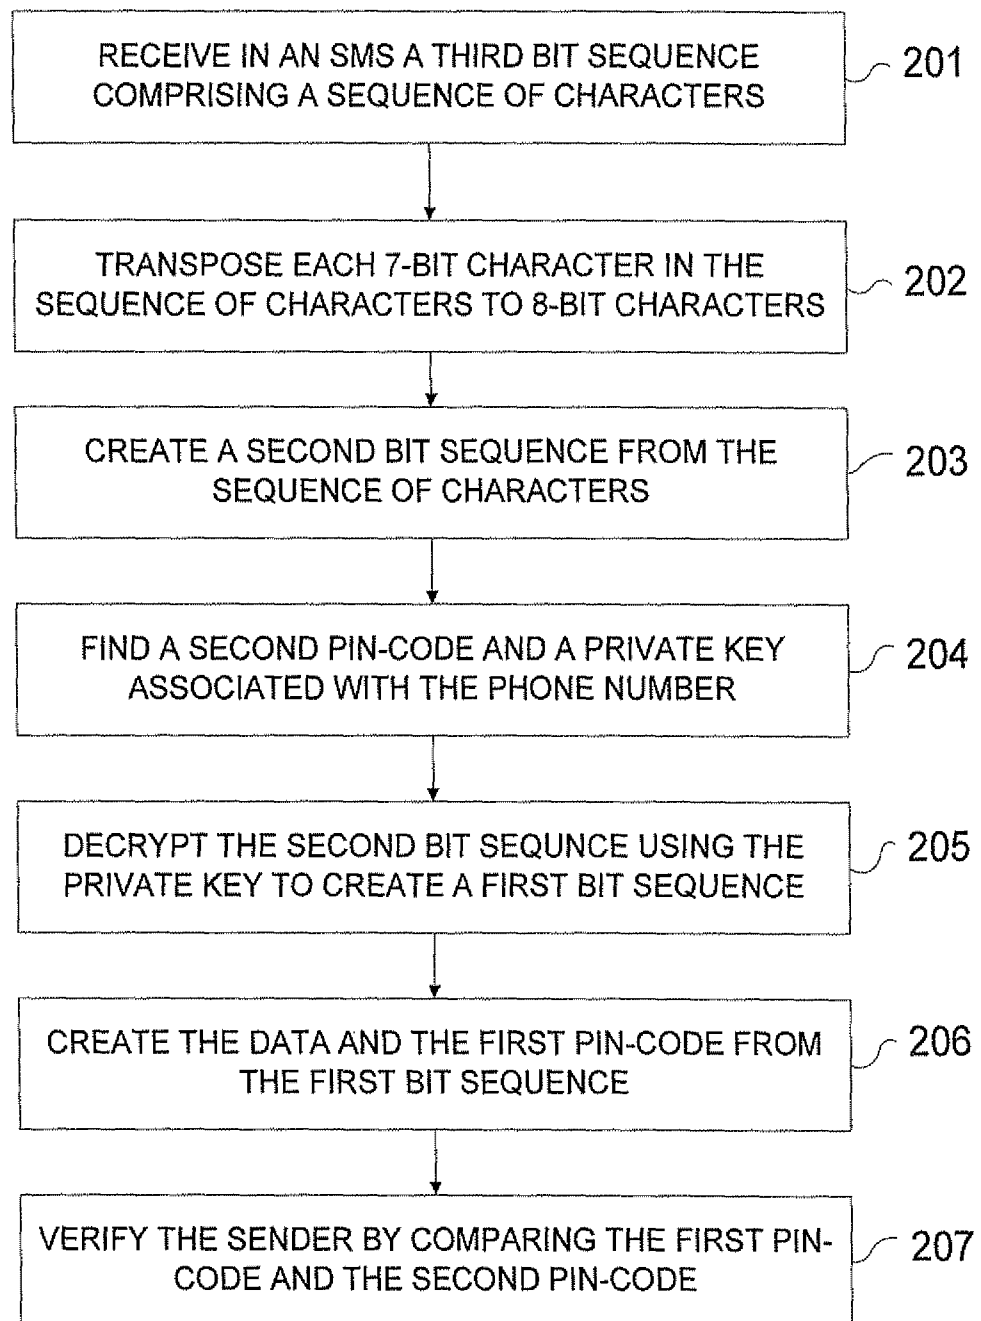 RECEIVE IN AN SMS A THIRD BIT SEQUENCE
COMPRISING A SEQUENCE OF CHARACTERS
201
TRANSPOSE EACH 7-BIT CHARACTER IN THE
SEQUENCE OF CHARACTERS TO 8-BIT CHARACTERS
202
CREATE A SECOND BIT SEQUENCE FROM THE
SEQUENCE OF CHARACTERS
203
FIND A SECOND PIN-CODE AND A PRIVATE KEY
ASSOCIATED WITH THE PHONE NUMBER
204
DECRYPT THE SECOND BIT SEQUNCE USING THE
PRIVATE KEY TO CREATE A FIRST BIT SEQUENCE
205
CREATE THE DATA AND THE FIRST PIN-CODE FROM
THE FIRST BIT SEQUENCE
206
VERIFY THE SENDER BY COMPARING THE FIRST PIN-
CODE AND THE SECOND PIN-CODE
207